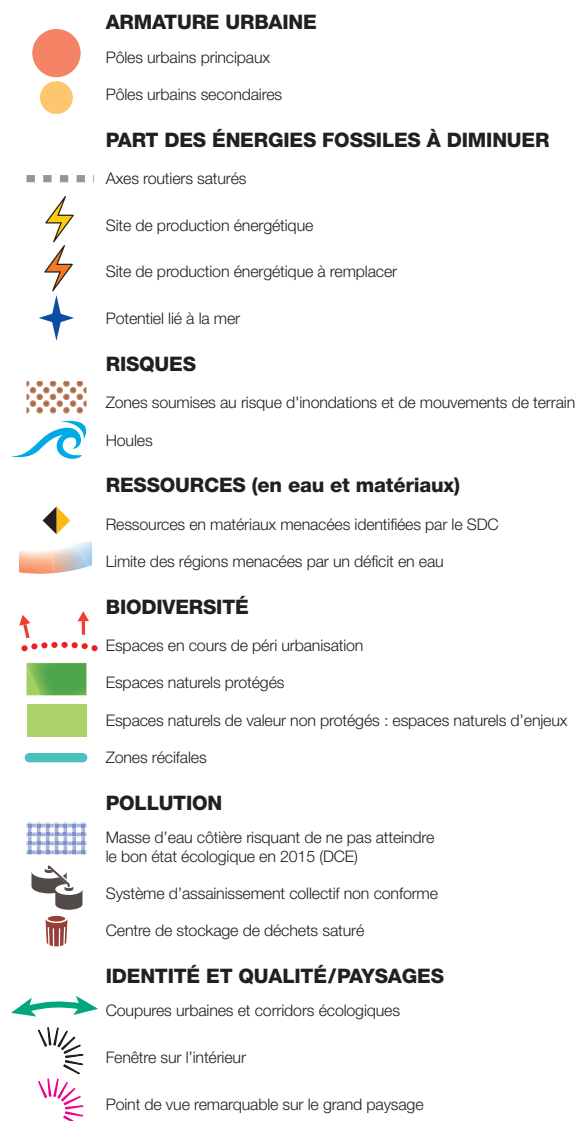 ARMATURE URBAINE
Pôles urbains principaux
Pôles urbains secondaires
PART DES ÉNERGIES FOSSILES À DIMINUER
Axes routiers saturés
Site de production énergétique
Site de production énergétique à remplacer
Potentiel lié à la mer
RISQUES
Zones soumises au risque d'inondations et de mouvements de terrain
Houles
RESSOURCES (en eau et matériaux)
Ressources en matériaux menacées identifiées par le SDC
Limite des régions menacées par un déficit en eau
BIODIVERSITÉ
Espaces en cours de péri urbanisation
Espaces naturels protégés
Espaces naturels de valeur non protégés : espaces naturels d’enjeux
Zones récifales
POLLUTION
Masse d’eau côtière risquant de ne pas atteindre
le bon état écologique en 2015 (DCE)
Système d’assainissement collectif non conforme
Centre de stockage de déchets saturé
IDENTITÉ ET QUALITÉ/PAYSAGES
Coupures urbaines et corridors écologiques
Fenêtre sur l’intérieur
Point de vue remarquable sur le grand paysage